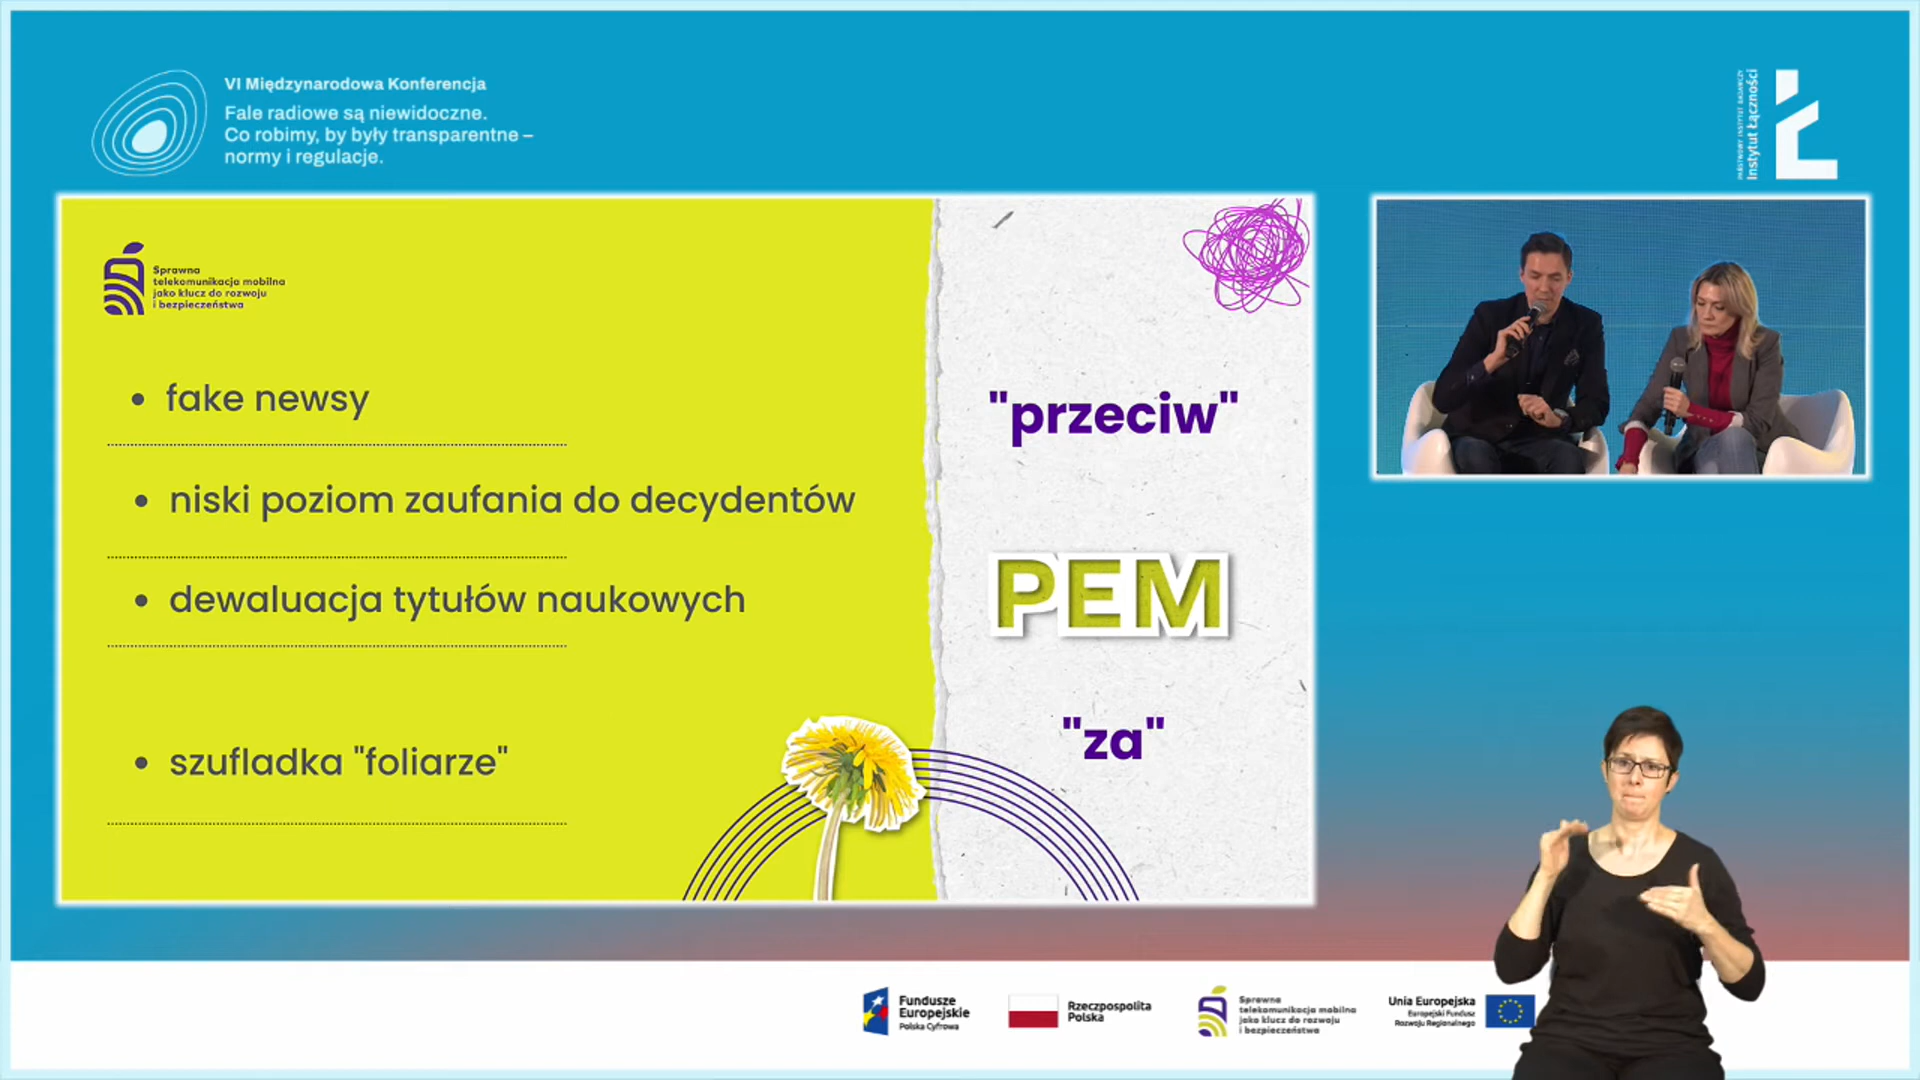 VI Międzynarodowa Konferencja
Fale radiowe są niewidoczne.
Co robimy, by były transparentne –
normy i regulacje.
PAŃSTWOWY INSTYTUT BADAWCZY
Instytut Łączności
Sprawna
telekomunikacja mobilna
jako klucz do rozwoju
i bezpieczeństwa
• fake newsy
• niski poziom zaufania do decydentów
• dewaluacja tytułów naukowych
• szufladka "foliarze"
"przeciw"
PEM
"za"
Fundusze
Europejskie
Polska Cyfrowa
Rzeczpospolita
Polska
Sprawna
telekomunikacja mobilna
jako klucz do rozwoju
i bezpieczeństwa
Unia Europejska
Europejski Fundusz
Rozwoju Regionalnego